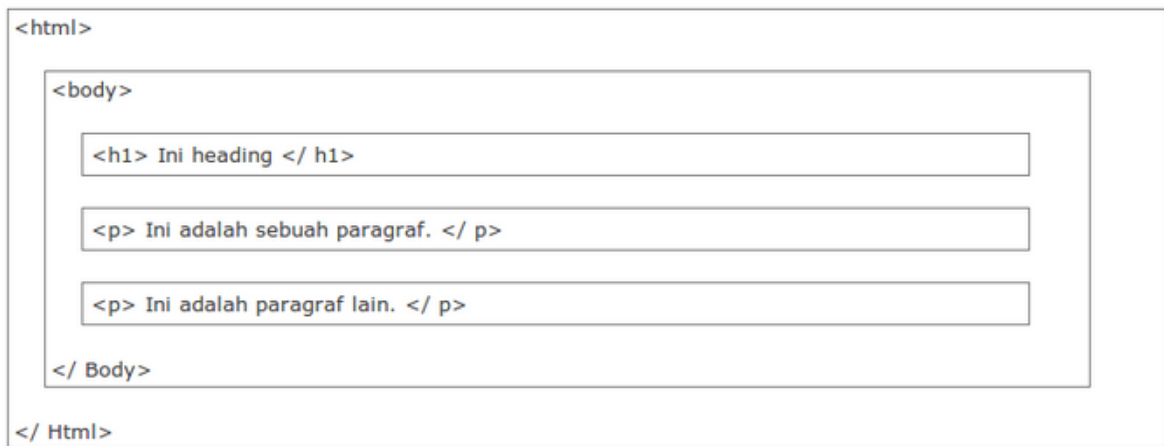 <html>
<body>
<h1> Ini heading </ h1>
<p> Ini adalah sebuah paragraf. </ p>
<p> Ini adalah paragraf lain. </ p>
</ Body>
</ Html>